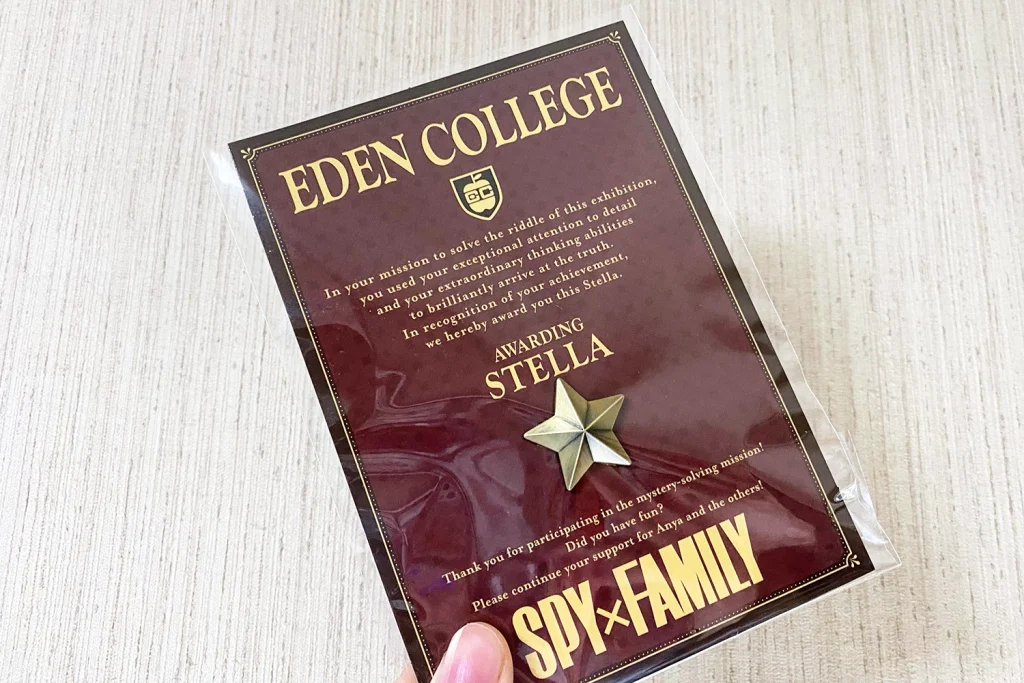 EDEN COLLEGE
EC
In your mission to solve the riddle of this exhibition,
you used your exceptional attention to detail
and your extraordinary thinking abilities
to brilliantly arrive at the truth.
In recognition of your achievement,
we hereby award you this Stella.
AWARDING
STELLA
Thank you for participating in the mystery-solving mission!
Did you have fun?
Please continue your support for Anya and the others!
SPY×FAMILY